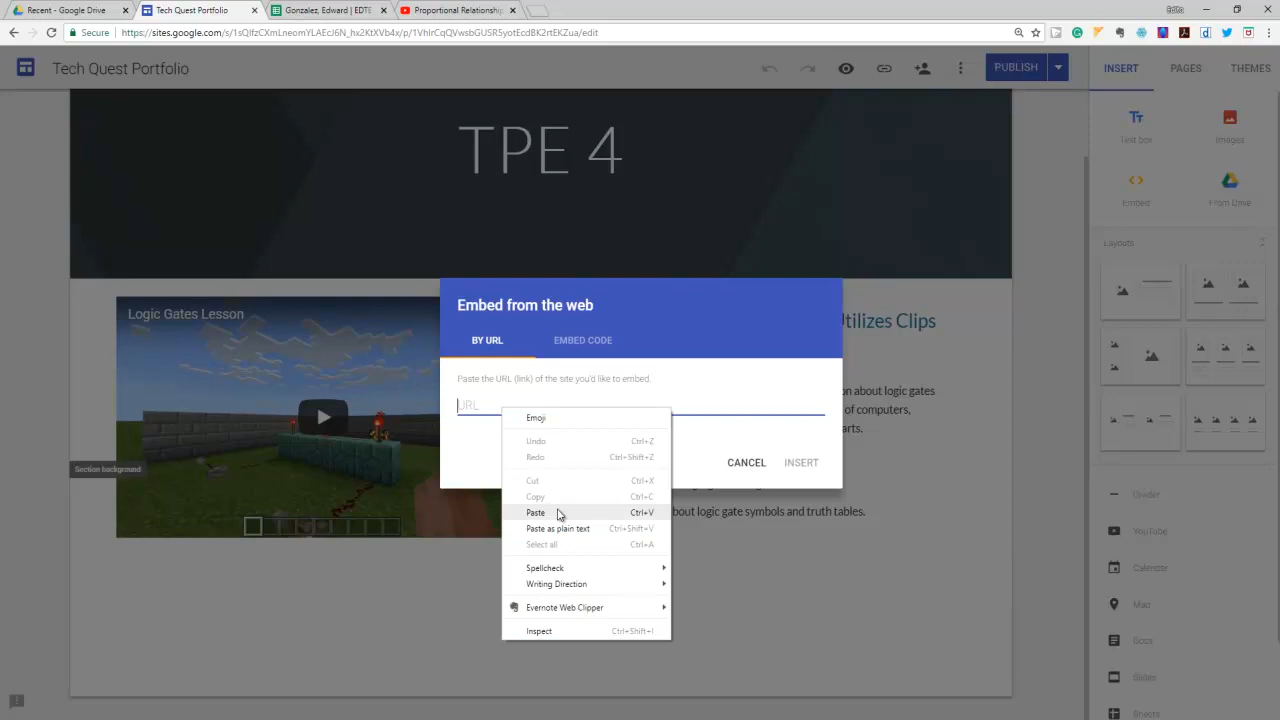 Recent - Google Drive
Tech Quest Portfolio
Gonzalez, Edward | EDTE
Proportional Relationship
Secure
https://sites.google.com/s/1sQIfzCXmLneomYLAEcJ6N_hx2KtXVb4x/p/1VhIrCqQVwsbGUSR5yotEcdBK2rtEKZua/edit
Tech Quest Portfolio
PUBLISH
INSERT
PAGES
THEMES
TPE 4
Text box
Images
Embed
From Drive
Layouts
Logic Gates Lesson
Embed from the web
BY URL
EMBED CODE
Paste the URL (link) of the site you'd like to embed.
URL
CANCEL
INSERT
Utilizes Clips
on about logic gates
of computers,
arts.
about logic gate symbols and truth tables.
Section background
Emoji
Undo Ctrl+Z
Redo Ctrl+Shift+Z
Cut Ctrl+X
Copy Ctrl+C
Paste Ctrl+V
Paste as plain text Ctrl+Shift+V
Select all Ctrl+A
Spellcheck
Writing Direction
Evernote Web Clipper
Inspect Ctrl+Shift+I
Divider
YouTube
Calendar
Map
Docs
Slides
Sheets